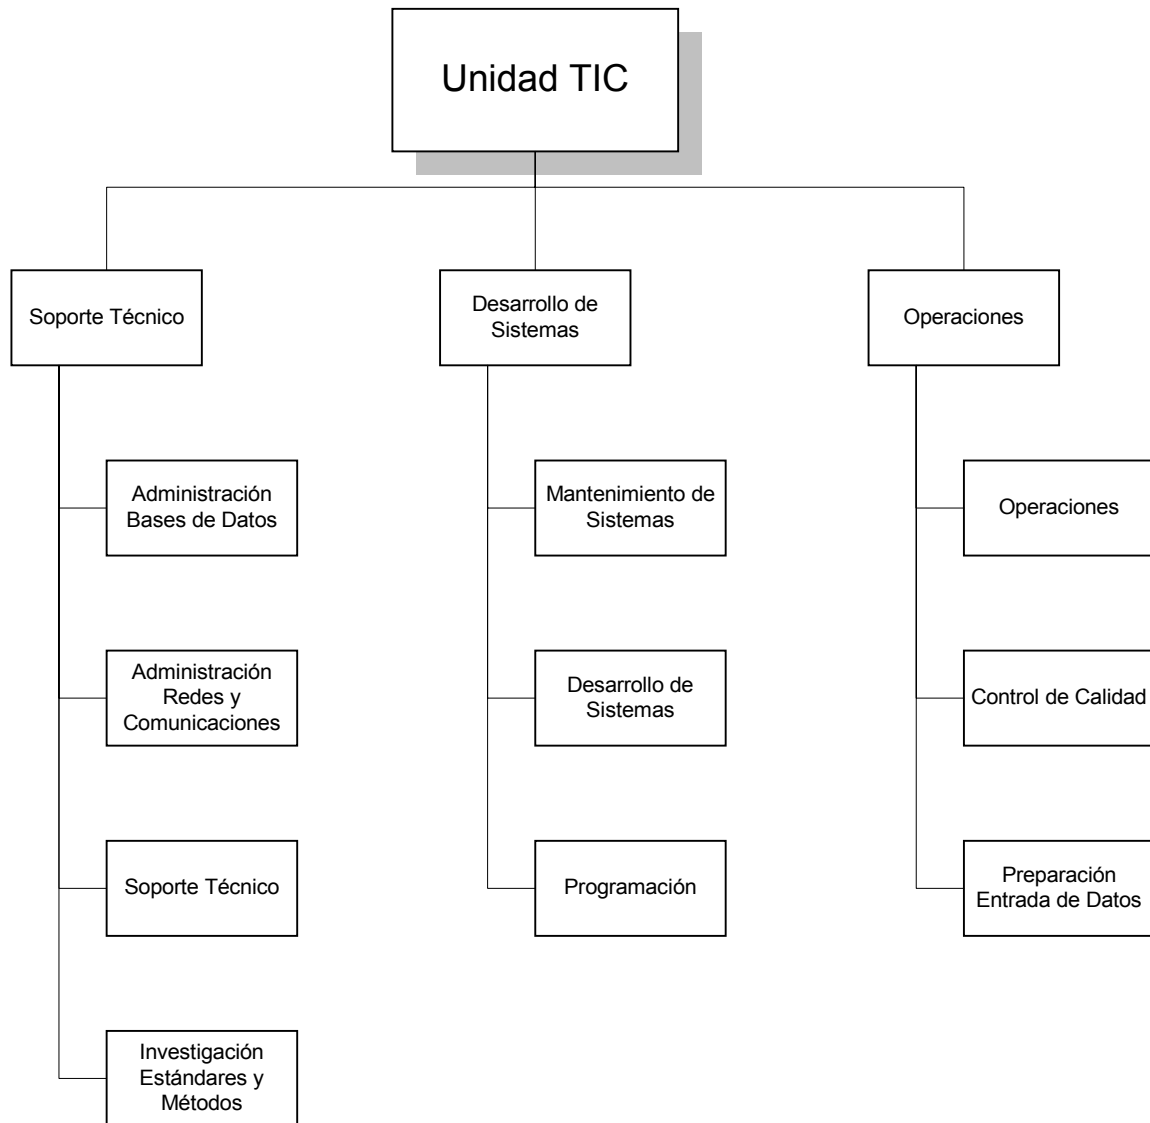 Unidad TIC
Soporte Técnico
Desarrollo de
Sistemas
Operaciones
Administración
Bases de Datos
Mantenimiento de
Sistemas
Operaciones
Administración
Redes y
Comunicaciones
Desarrollo de
Sistemas
Control de Calidad
Soporte Técnico
Programación
Preparación
Entrada de Datos
Investigación
Estándares y
Métodos